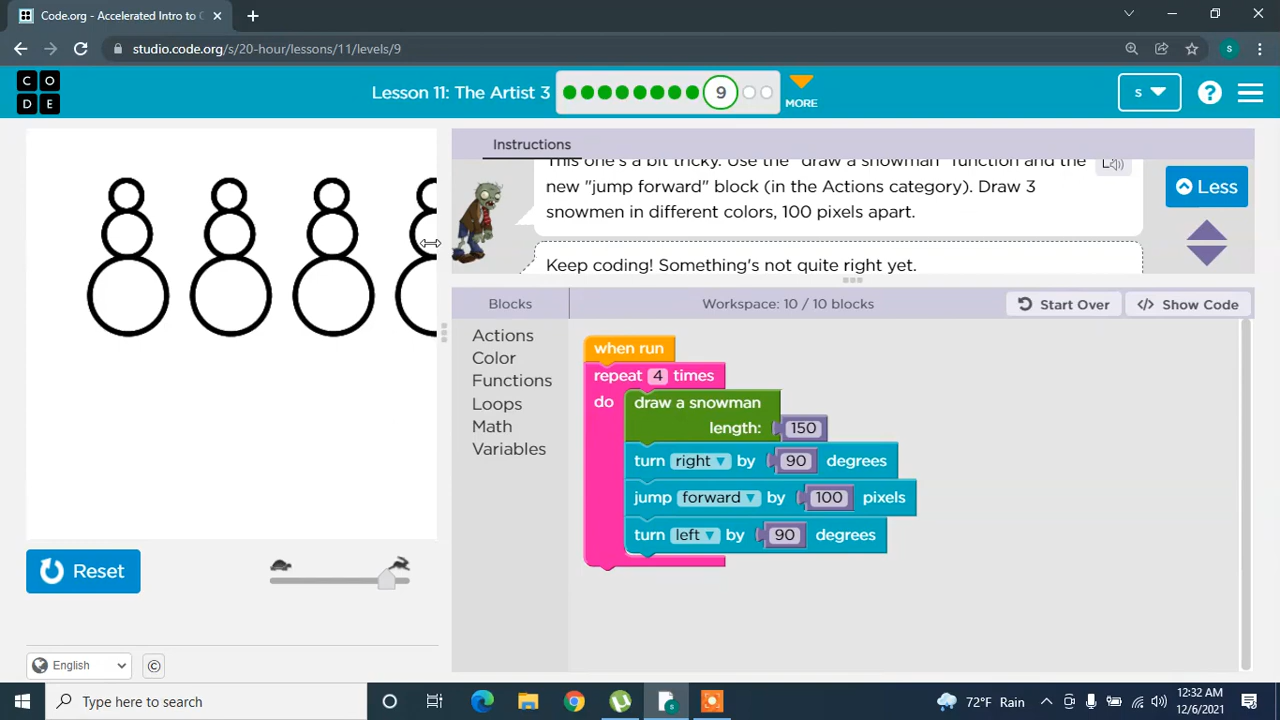 Code.org - Accelerated Intro to C
studio.code.org/s/20-hour/lessons/11/levels/9
s
C O
D E
Lesson 11: The Artist 3
9
MORE
s
Instructions
This one's a bit tricky. Use the "draw a snowman" function and the
new "jump forward" block (in the Actions category). Draw 3
snowmen in different colors, 100 pixels apart.
Less
Keep coding! Something's not quite right yet.
Blocks
Workspace: 10 / 10 blocks
Start Over
</> Show Code
Actions
Color
Functions
Loops
Math
Variables
when run
repeat 4 times
do
draw a snowman
length: 150
turn right by 90 degrees
jump forward by 100 pixels
turn left by 90 degrees
Reset
English
©
Type here to search
72°F Rain
12:32 AM
12/6/2021